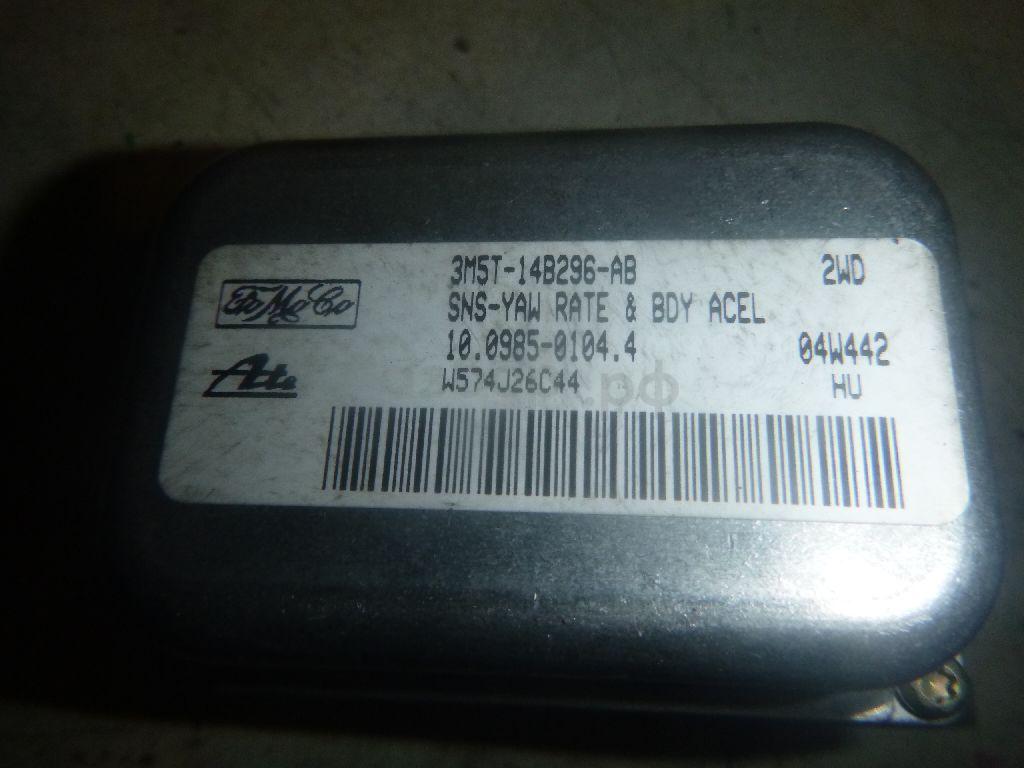 3M5T-14B296-AB 2WD
FoMoCo SNS-YAW RATE & BDY ACEL
10.0985-0104.4 04W442
Ate W574J26C44 HU
.рф